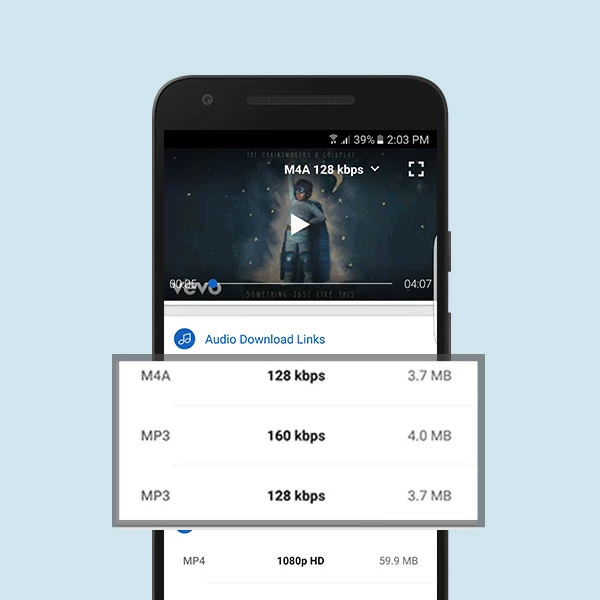 39% 2:03 PM
THE CHAINSMOKERS & COLDPLAY
M4A 128 kbps
00:05 04:07
vevo
SOMETHING JUST LIKE THIS
Audio Download Links
M4A 128 kbps 3.7 MB
MP3 160 kbps 4.0 MB
MP3 128 kbps 3.7 MB
MP4 1080p HD 59.9 MB